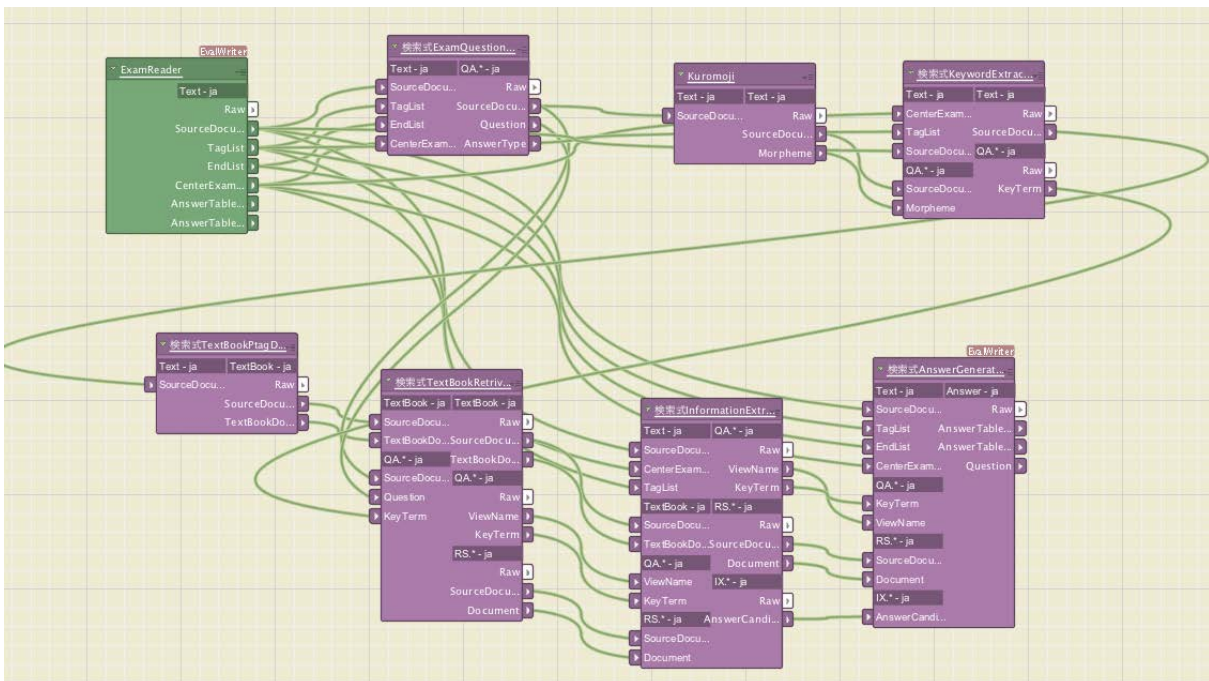 EvalWriter
ExamReader
Text - ja
Raw
SourceDocu...
TagList
EndList
CenterExam...
AnswerTable...
AnswerTable...
検索式ExamQuestion...
Text - ja QA.* - ja
SourceDocu... Raw
TagList SourceDocu...
EndList Question
CenterExam... AnswerType
Kuromoji
Text - ja Text - ja
SourceDocu... Raw
SourceDocu...
Morpheme
検索式KeywordExtrac...
Text - ja Text - ja
CenterExam... Raw
TagList SourceDocu...
SourceDocu... QA.* - ja
QA.* - ja Raw
SourceDocu... KeyTerm
Morpheme
検索式TextBookPtagD...
Text - ja TextBook - ja
SourceDocu... Raw
SourceDocu...
TextBookDo...
検索式TextBookRetriv...
TextBook - ja TextBook - ja
SourceDocu... Raw
TextBookDo... SourceDocu...
QA.* - ja TextBookDo...
SourceDocu... QA.* - ja
Question Raw
KeyTerm ViewName
KeyTerm
RS.* - ja
Raw
SourceDocu...
Document
検索式InformationExtr...
Text - ja QA.* - ja
SourceDocu... Raw
CenterExam... ViewName
TagList KeyTerm
TextBook - ja RS.* - ja
SourceDocu... Raw
TextBookDo... SourceDocu...
QA.* - ja Document
ViewName IX.* - ja
KeyTerm Raw
RS.* - ja AnswerCandi...
SourceDocu...
Document
EvalWriter
検索式AnswerGenerat...
Text - ja Answer - ja
SourceDocu... Raw
TagList AnswerTable...
EndList AnswerTable...
CenterExam... Question
QA.* - ja
KeyTerm
ViewName
RS.* - ja
SourceDocu...
Document
IX.* - ja
AnswerCandi...